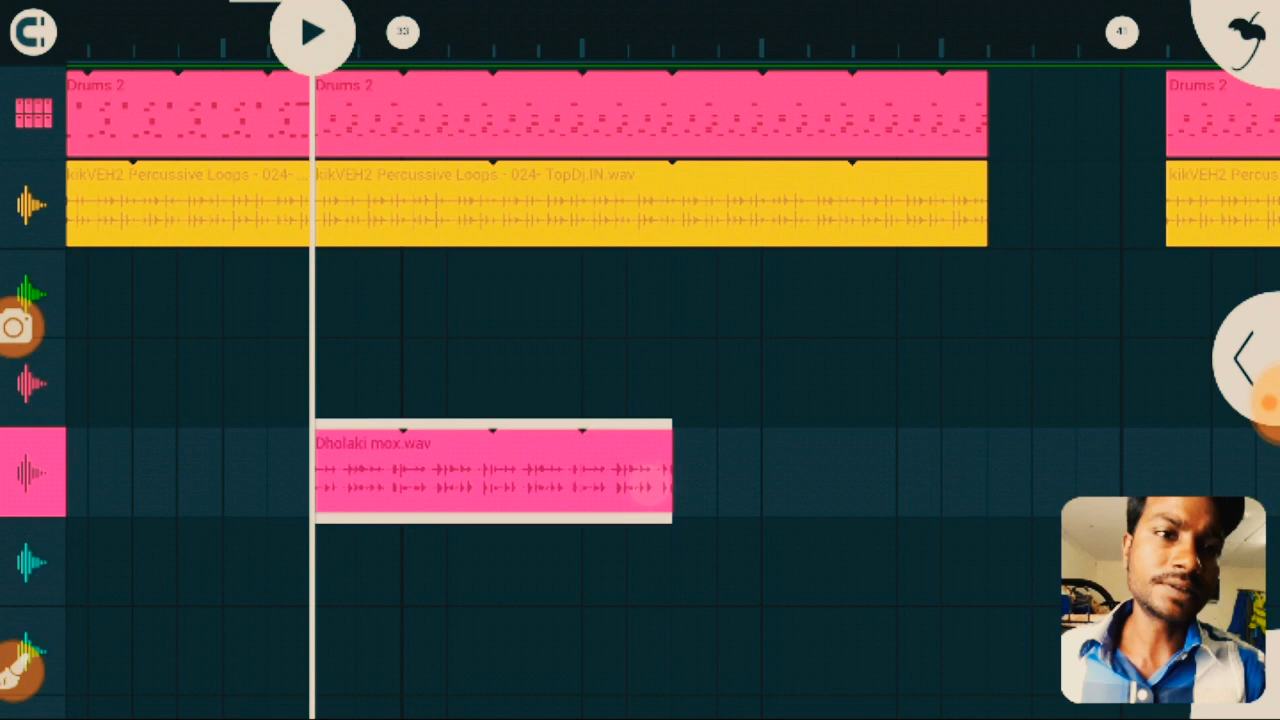 33
41
Drums 2
Drums 2
Drums 2
kikVEH2 Percussive Loops - 024- ...
kikVEH2 Percussive Loops - 024- TopDj.IN.wav
kikVEH2 Percus
Dholaki mox.wav